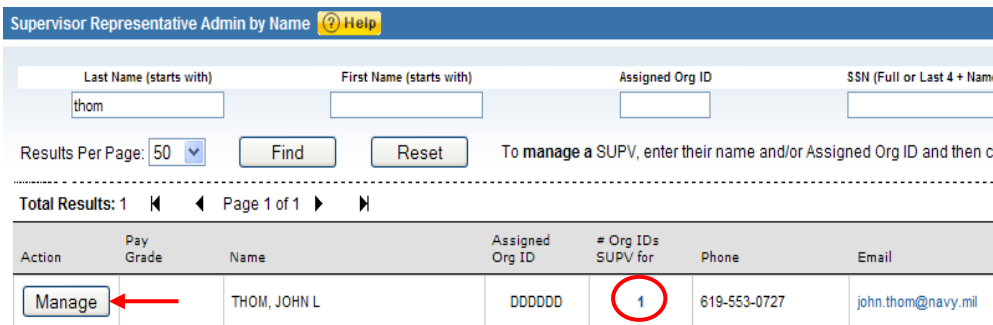 Supervisor Representative Admin by Name ? Help
Last Name (starts with) First Name (starts with) Assigned Org ID SSN (Full or Last 4 + Name
thom
Results Per Page: 50 Find Reset To manage a SUPV, enter their name and/or Assigned Org ID and then c
Total Results: 1 Page 1 of 1
Action Pay Grade Name Assigned Org ID # Org IDs SUPV for Phone Email
Manage THOM, JOHN L DDDDDD 1 619-553-0727 john.thom@navy.mil